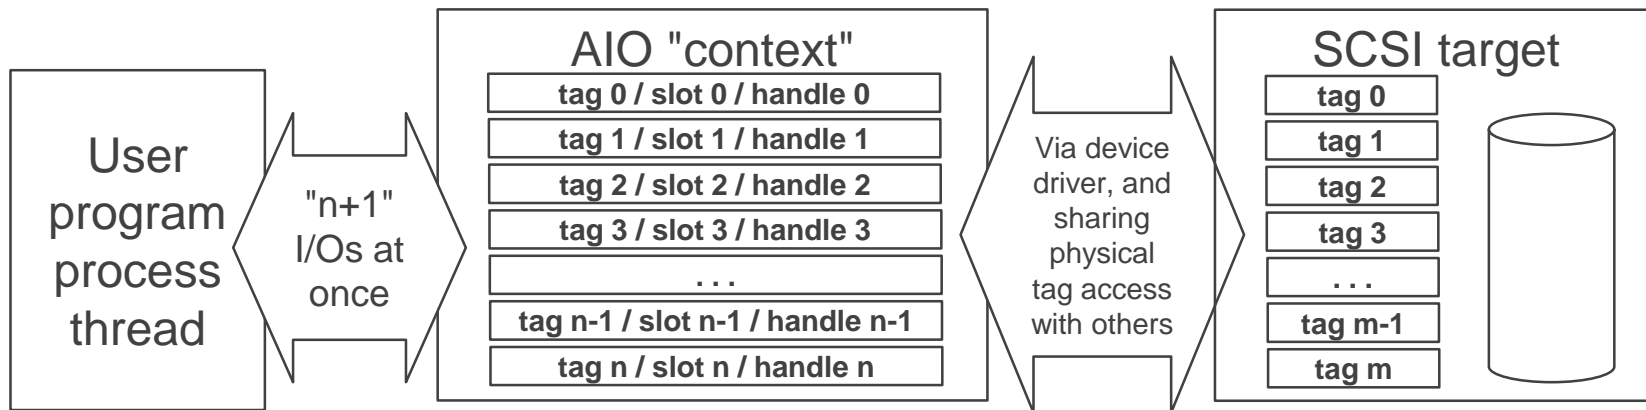 User
program
process
thread
"n+1"
I/Os at
once
AIO "context"
tag 0 / slot 0 / handle 0
tag 1 / slot 1 / handle 1
tag 2 / slot 2 / handle 2
tag 3 / slot 3 / handle 3
. . .
tag n-1 / slot n-1 / handle n-1
tag n / slot n / handle n
Via device
driver, and
sharing
physical
tag access
with others
SCSI target
tag 0
tag 1
tag 2
tag 3
. . .
tag m-1
tag m